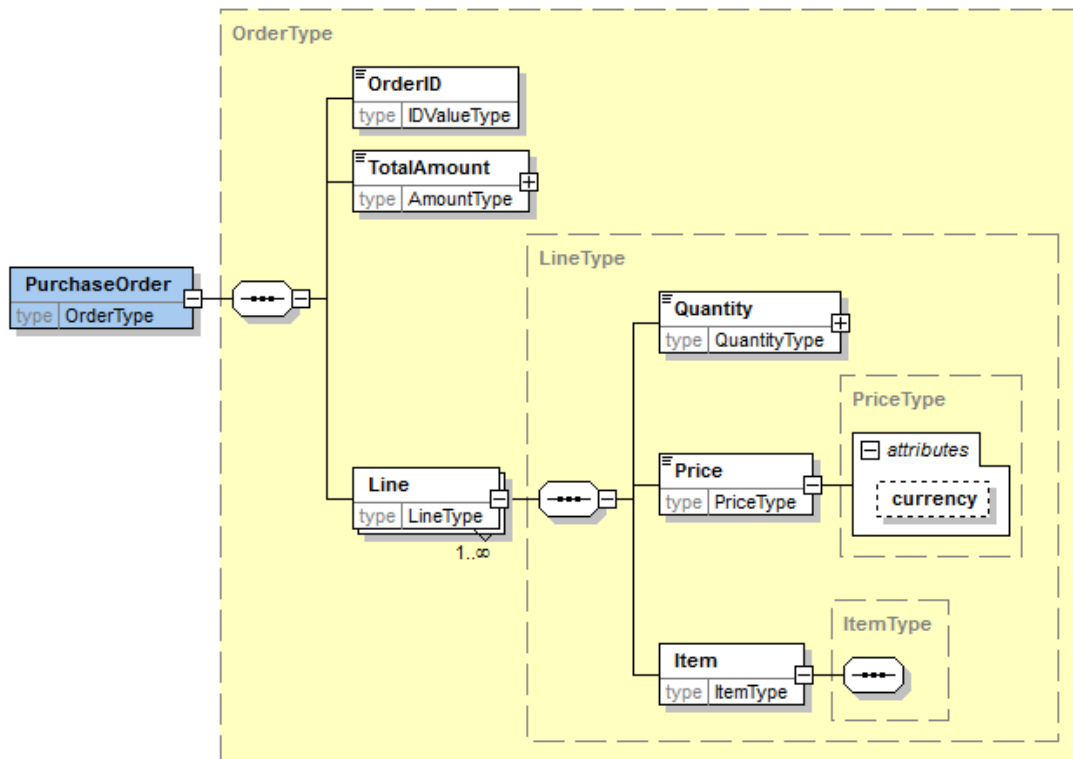 OrderType
OrderID
type IDValueType
TotalAmount
type AmountType
LineType
PurchaseOrder
type OrderType
Quantity
type QuantityType
PriceType
attributes
currency
Price
type PriceType
Line
type LineType
1..∞
ItemType
Item
type ItemType